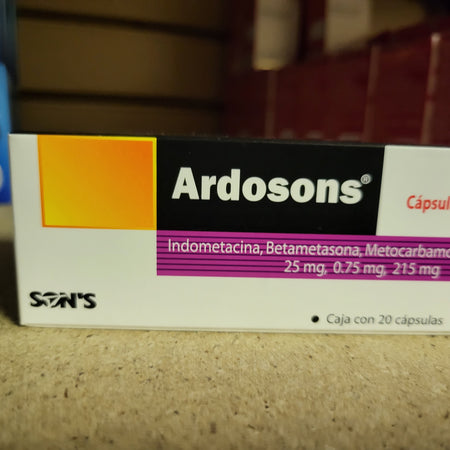 Ardosons®
Cápsul
Indometacina, Betametasona, Metocarbamo
25 mg, 0.75 mg, 215 mg
SON'S
• Caja con 20 cápsulas